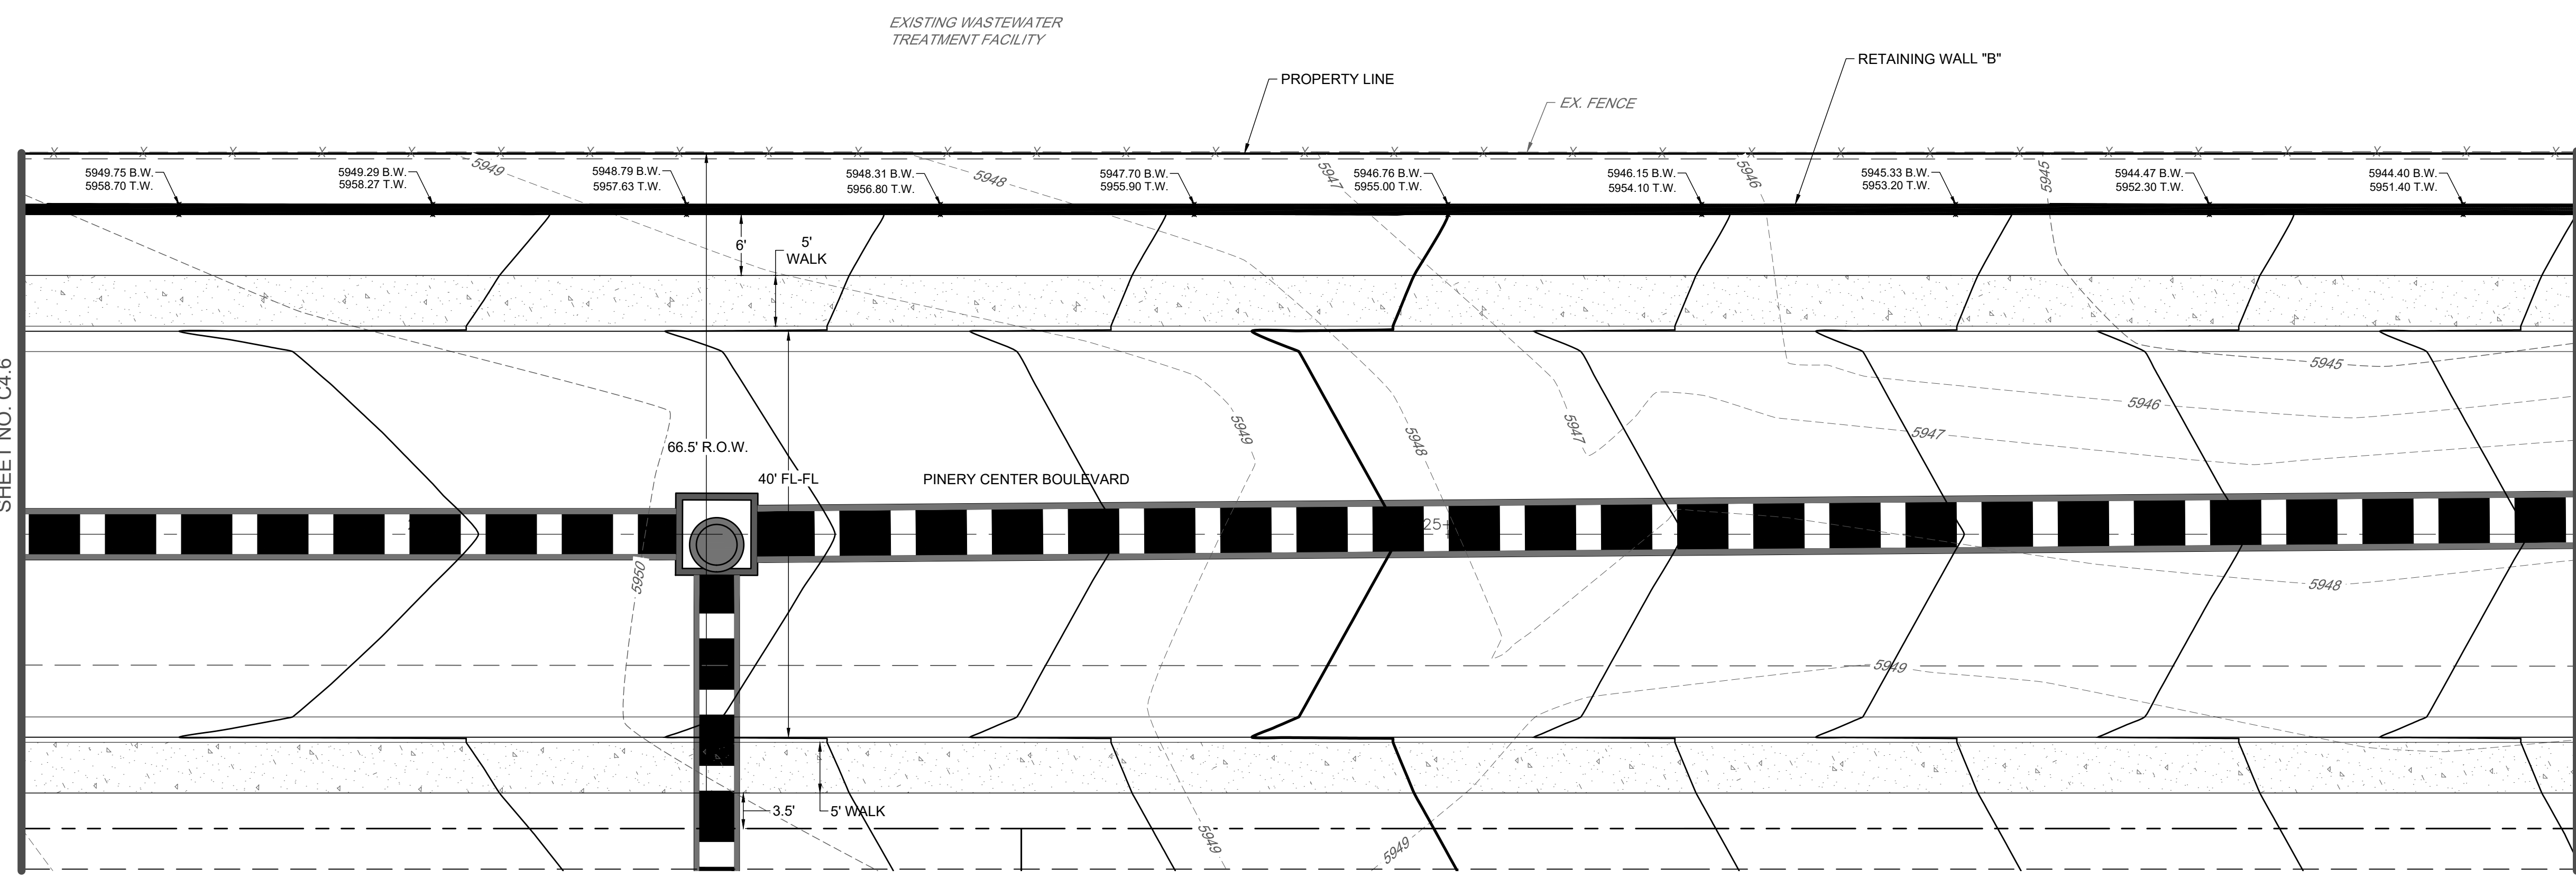 EXISTING WASTEWATER
TREATMENT FACILITY
RETAINING WALL "B"
PROPERTY LINE
EX. FENCE
5949.75 B.W.
5958.70 T.W.
5949.29 B.W.
5958.27 T.W.
5949
5948.79 B.W.
5957.63 T.W.
5948.31 B.W.
5956.80 T.W.
5948
5947.70 B.W.
5955.90 T.W.
5947
5946.76 B.W.
5955.00 T.W.
5946.15 B.W.
5954.10 T.W.
5946
5945.33 B.W.
5953.20 T.W.
5945
5944.47 B.W.
5952.30 T.W.
5944.40 B.W.
5951.40 T.W.
6'
5'
WALK
SHEET NO. C4.6
5945
5946
5949
5948
5947
5947
66.5' R.O.W.
40' FL-FL
PINERY CENTER BOULEVARD
25+
5950
5948
5949
3.5'
5' WALK
5949
5949